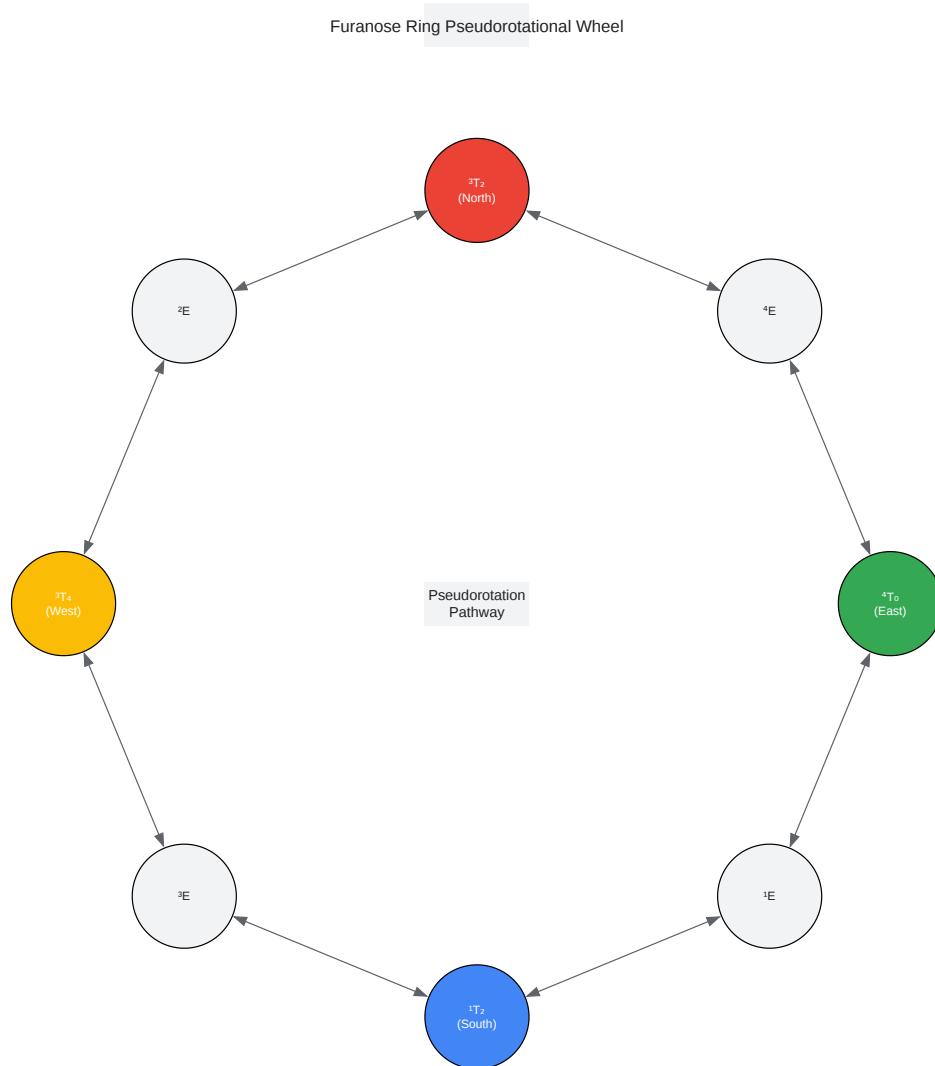 Furanose Ring Pseudorotational Wheel
³T₂
(North)
²E
⁴E
³T₄
(West)
Pseudorotation
Pathway
⁴T₀
(East)
³E
¹E
¹T₂
(South)